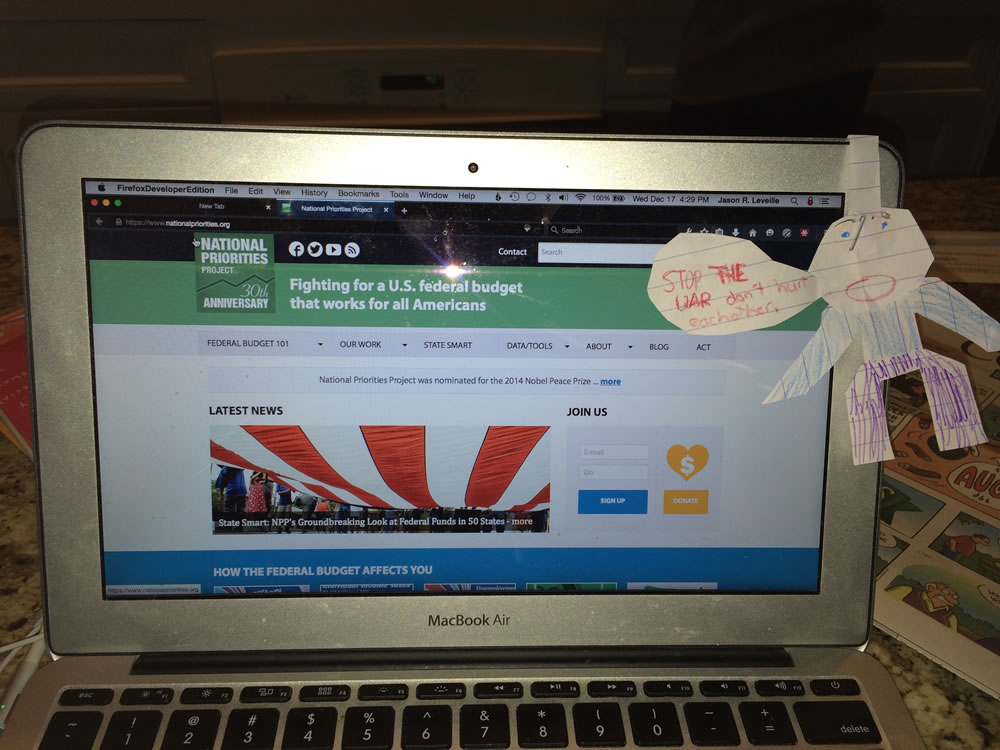 FirefoxDeveloperEdition File Edit View History Bookmarks Tools Window Help 100% Wed Dec 17 4:29 PM Jason R. Leveille
New Tab National Priorities Project
https://www.nationalpriorities.org Search
NATIONAL
PRIORITIES
PROJECT
30th
ANNIVERSARY
Contact Search
Fighting for a U.S. federal budget
that works for all Americans
FEDERAL BUDGET 101 OUR WORK STATE SMART DATA/TOOLS ABOUT BLOG ACT
National Priorities Project was nominated for the 2014 Nobel Peace Prize ... more
LATEST NEWS
State Smart: NPP's Groundbreaking Look at Federal Funds in 50 States - more
JOIN US
E-mail
Zip
$
SIGN UP DONATE
HOW THE FEDERAL BUDGET AFFECTS YOU
https://www.nationalpriorities.org
STOP THE
WAR don't hurt
eachother.
MacBook Air
esc F1 F2 F3 F4 F5 F6 F7 F8 F9 F10 F11 F12
~ ! @ # $ % ^ & * ( ) - + delete
1 2 3 4 5 6 7 8 9 0 =